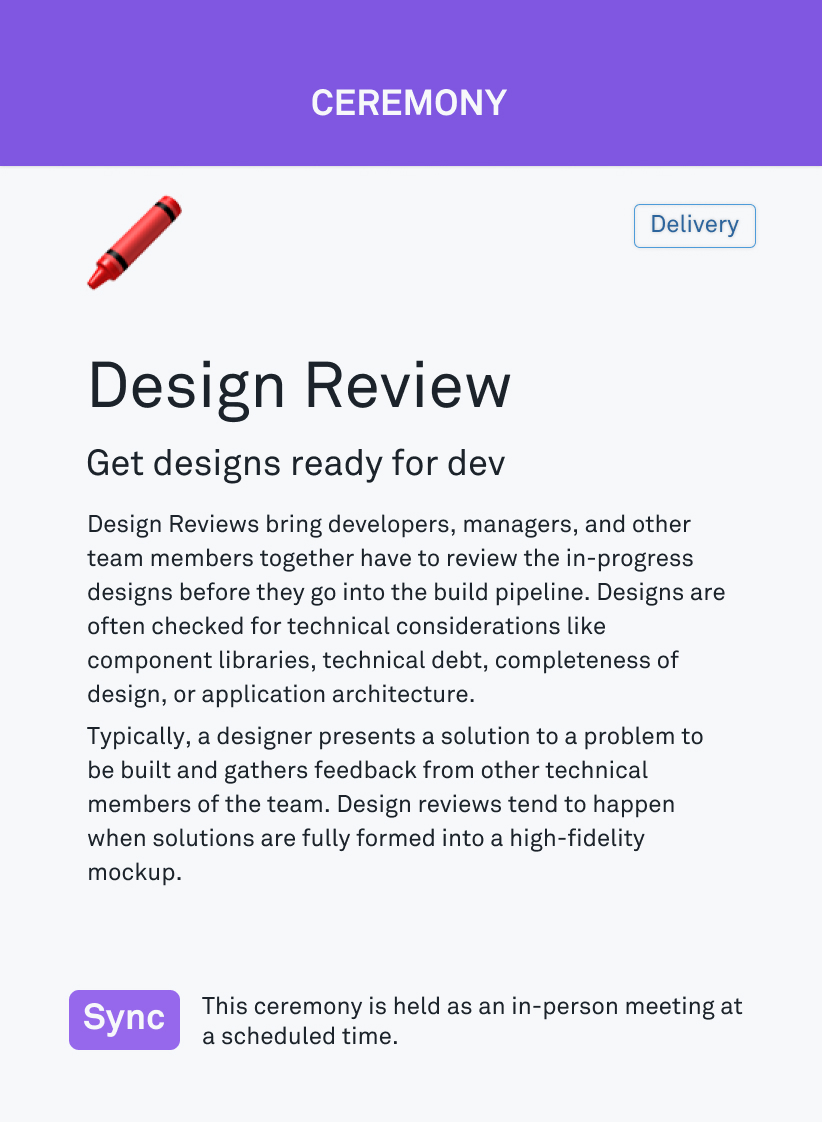 CEREMONY
Delivery
Design Review
Get designs ready for dev
Design Reviews bring developers, managers, and other
team members together have to review the in-progress
designs before they go into the build pipeline. Designs are
often checked for technical considerations like
component libraries, technical debt, completeness of
design, or application architecture.
Typically, a designer presents a solution to a problem to
be built and gathers feedback from other technical
members of the team. Design reviews tend to happen
when solutions are fully formed into a high-fidelity
mockup.
Sync
This ceremony is held as an in-person meeting at
a scheduled time.